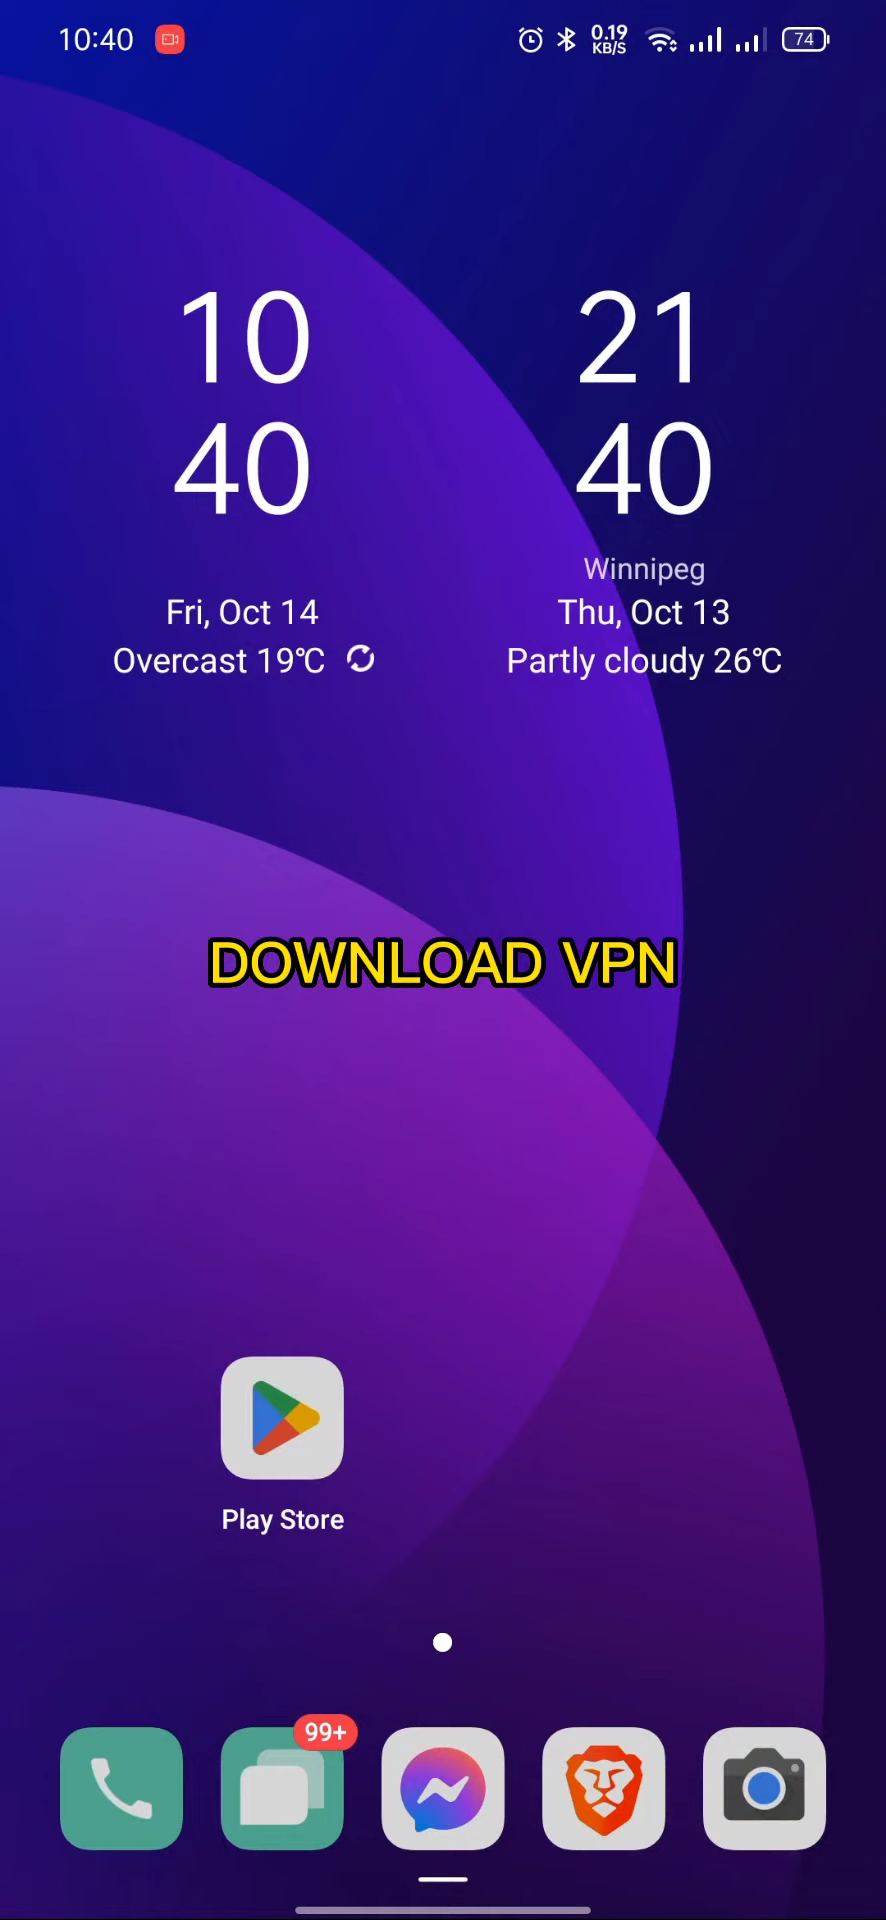 10:40
0.19
KB/S
74
10
40
21
40
Winnipeg
Fri, Oct 14
Thu, Oct 13
Overcast 19℃
Partly cloudy 26℃
DOWNLOAD VPN
Play Store
99+